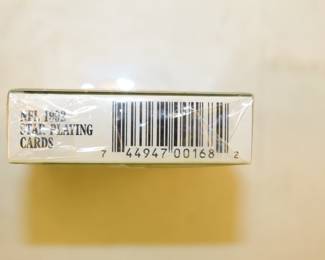 NFL 1992
STAR PLAYING
CARDS
7 44947 00168 2